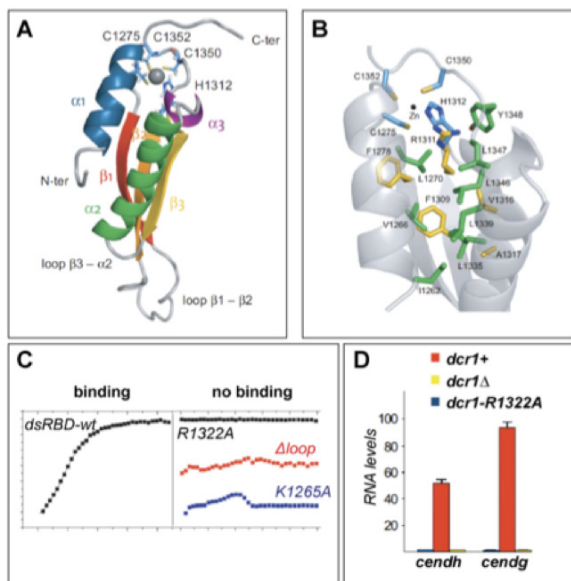 A
C1275
C1352
C-ter
C1350
H1312
α1
α3
β2
β1
β3
N-ter
α2
loop β3 – α2
loop β1 – β2
B
C1350
C1352
H1312
Zn
Y1348
C1275
R1311
L1347
F1278
L1270
L1346
F1309
V1316
V1266
L1339
A1317
L1335
I1262
C
binding
no binding
dsRBD-wt
R1322A
Δloop
K1265A
D
dcr1+
dcr1Δ
dcr1-R1322A
RNA levels
100
80
60
40
20
cendh
cendg